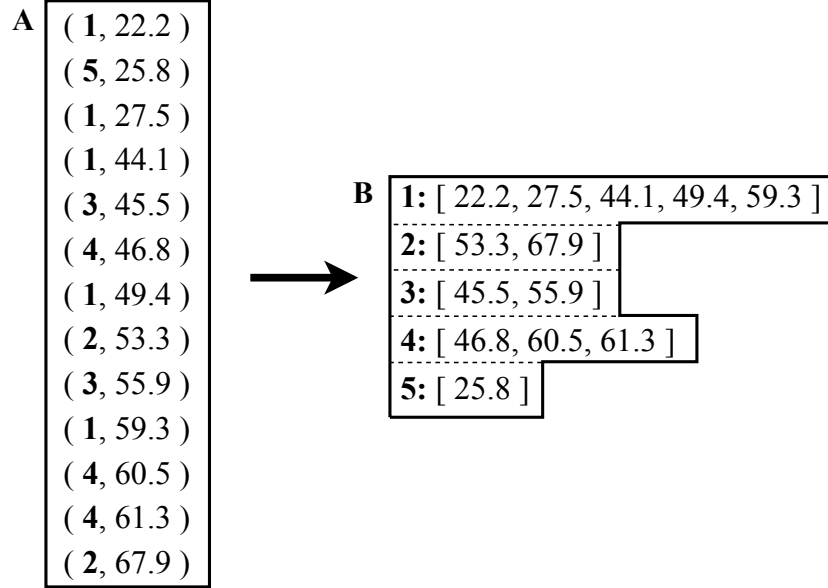 A
( 1, 22.2 )
( 5, 25.8 )
( 1, 27.5 )
( 1, 44.1 )
( 3, 45.5 )
( 4, 46.8 )
( 1, 49.4 )
( 2, 53.3 )
( 3, 55.9 )
( 1, 59.3 )
( 4, 60.5 )
( 4, 61.3 )
( 2, 67.9 )
B
1: [ 22.2, 27.5, 44.1, 49.4, 59.3 ]
2: [ 53.3, 67.9 ]
3: [ 45.5, 55.9 ]
4: [ 46.8, 60.5, 61.3 ]
5: [ 25.8 ]